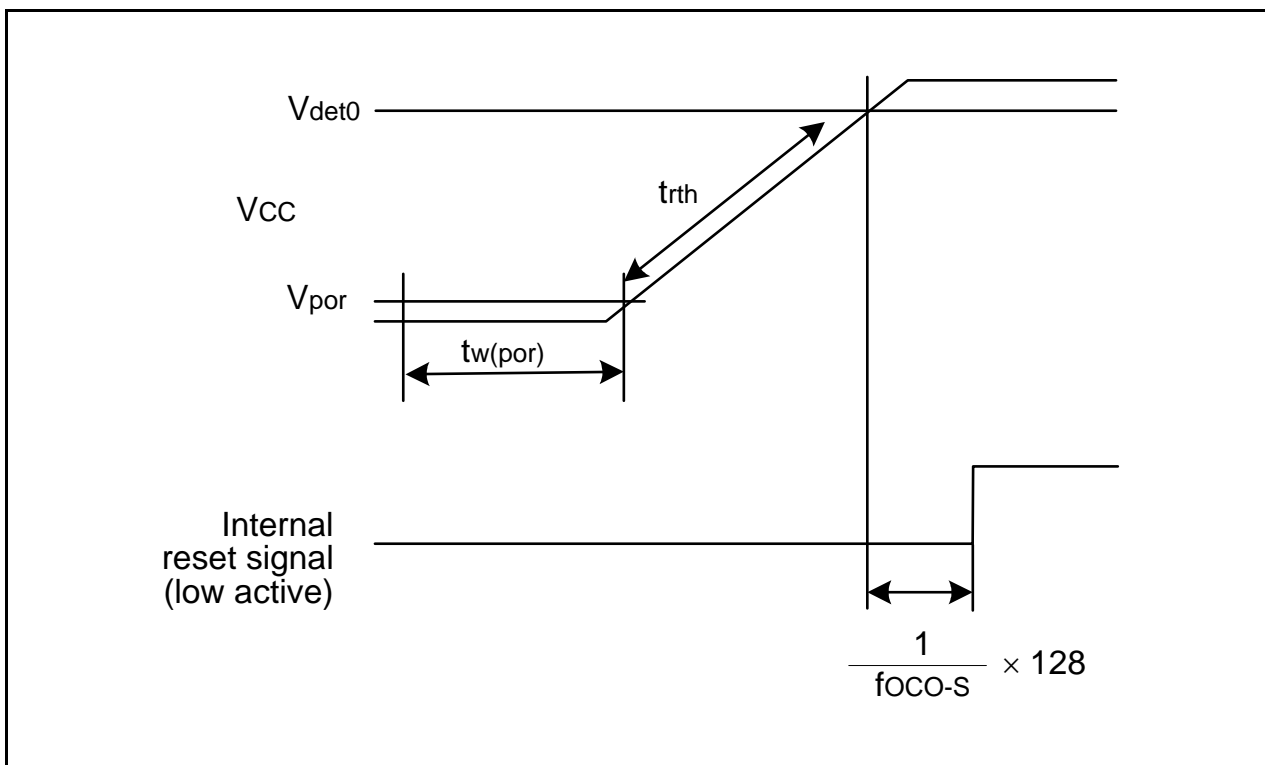 Vdet0
VCC
trth
Vpor
tw(por)
Internal
reset signal
(low active)
1
fOCO-S
× 128